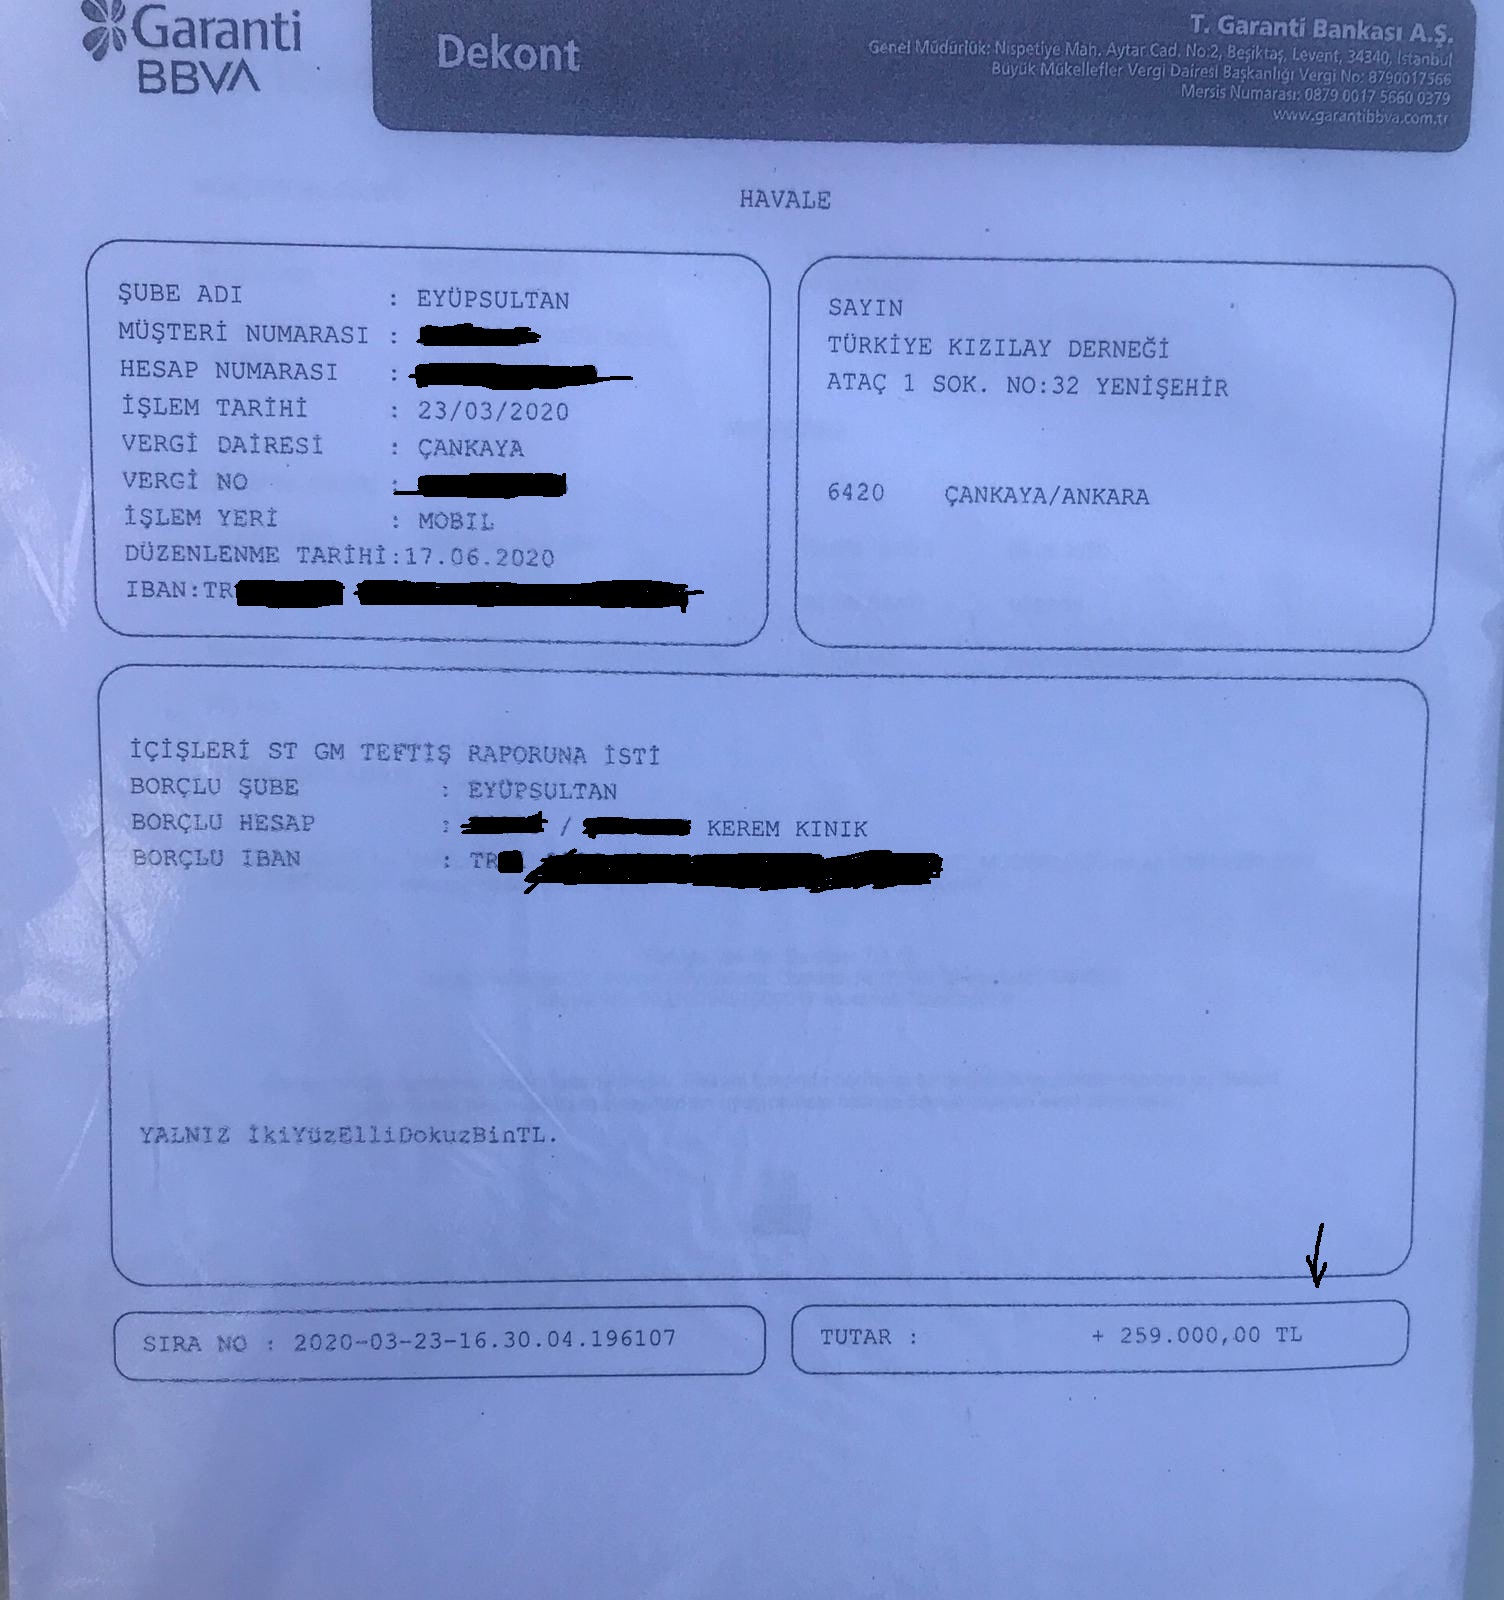 Garanti
BBVA
Dekont
T. Garanti Bankası A.Ş.
Genel Müdürlük: Nispetiye Mah. Aytar Cad. No:2, Beşiktaş, Levent, 34340, İstanbul
Büyük Mükellefler Vergi Dairesi Başkanlığı Vergi No: 8790017566
Mersis Numarası: 0879 0017 5660 0379
www.garantibbva.com.tr
HAVALE
ŞUBE ADI : EYÜPSULTAN
MÜŞTERİ NUMARASI :
HESAP NUMARASI :
İŞLEM TARİHİ : 23/03/2020
VERGİ DAİRESİ : ÇANKAYA
VERGİ NO :
İŞLEM YERİ : MOBIL
DÜZENLENME TARİHİ:17.06.2020
IBAN:TR
SAYIN
TÜRKİYE KIZILAY DERNEĞİ
ATAÇ 1 SOK. NO:32 YENİŞEHİR
6420 ÇANKAYA/ANKARA
İÇİŞLERİ ST GM TEFTİŞ RAPORUNA İSTİ
BORÇLU ŞUBE : EYÜPSULTAN
BORÇLU HESAP : / KEREM KINIK
BORÇLU IBAN : TR
YALNIZ İkiYüzElliDokuzBinTL.
SIRA NO : 2020-03-23-16.30.04.196107
TUTAR : + 259.000,00 TL